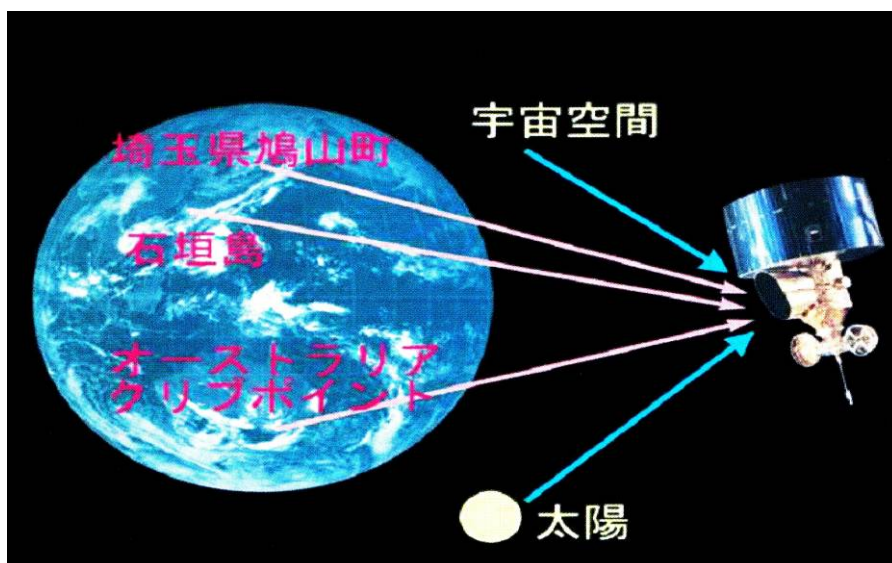 宇宙空間
埼玉県鳩山町
石垣島
オーストラリア
クリブポイント
太陽